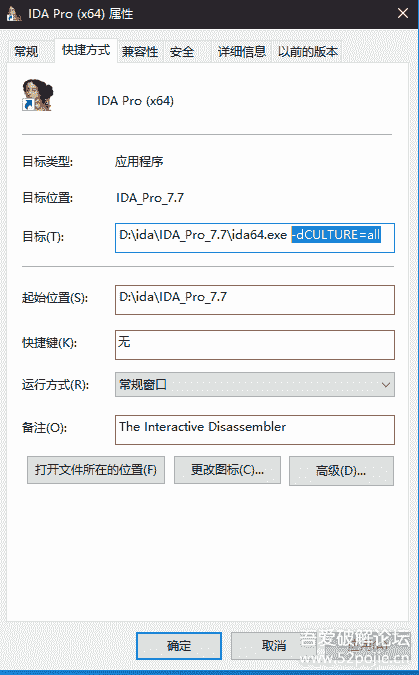 IDA Pro (x64) 属性
常规 快捷方式 兼容性 安全 详细信息 以前的版本
IDA Pro (x64)
目标类型: 应用程序
目标位置: IDA_Pro_7.7
目标(T): D:\ida\IDA_Pro_7.7\ida64.exe -dCULTURE=all
起始位置(S): D:\ida\IDA_Pro_7.7
快捷键(K): 无
运行方式(R): 常规窗口
备注(O): The Interactive Disassembler
打开文件所在的位置(F) 更改图标(C)... 高级(D)...
确定 取消
吾爱破解论坛
www.52pojie.cn